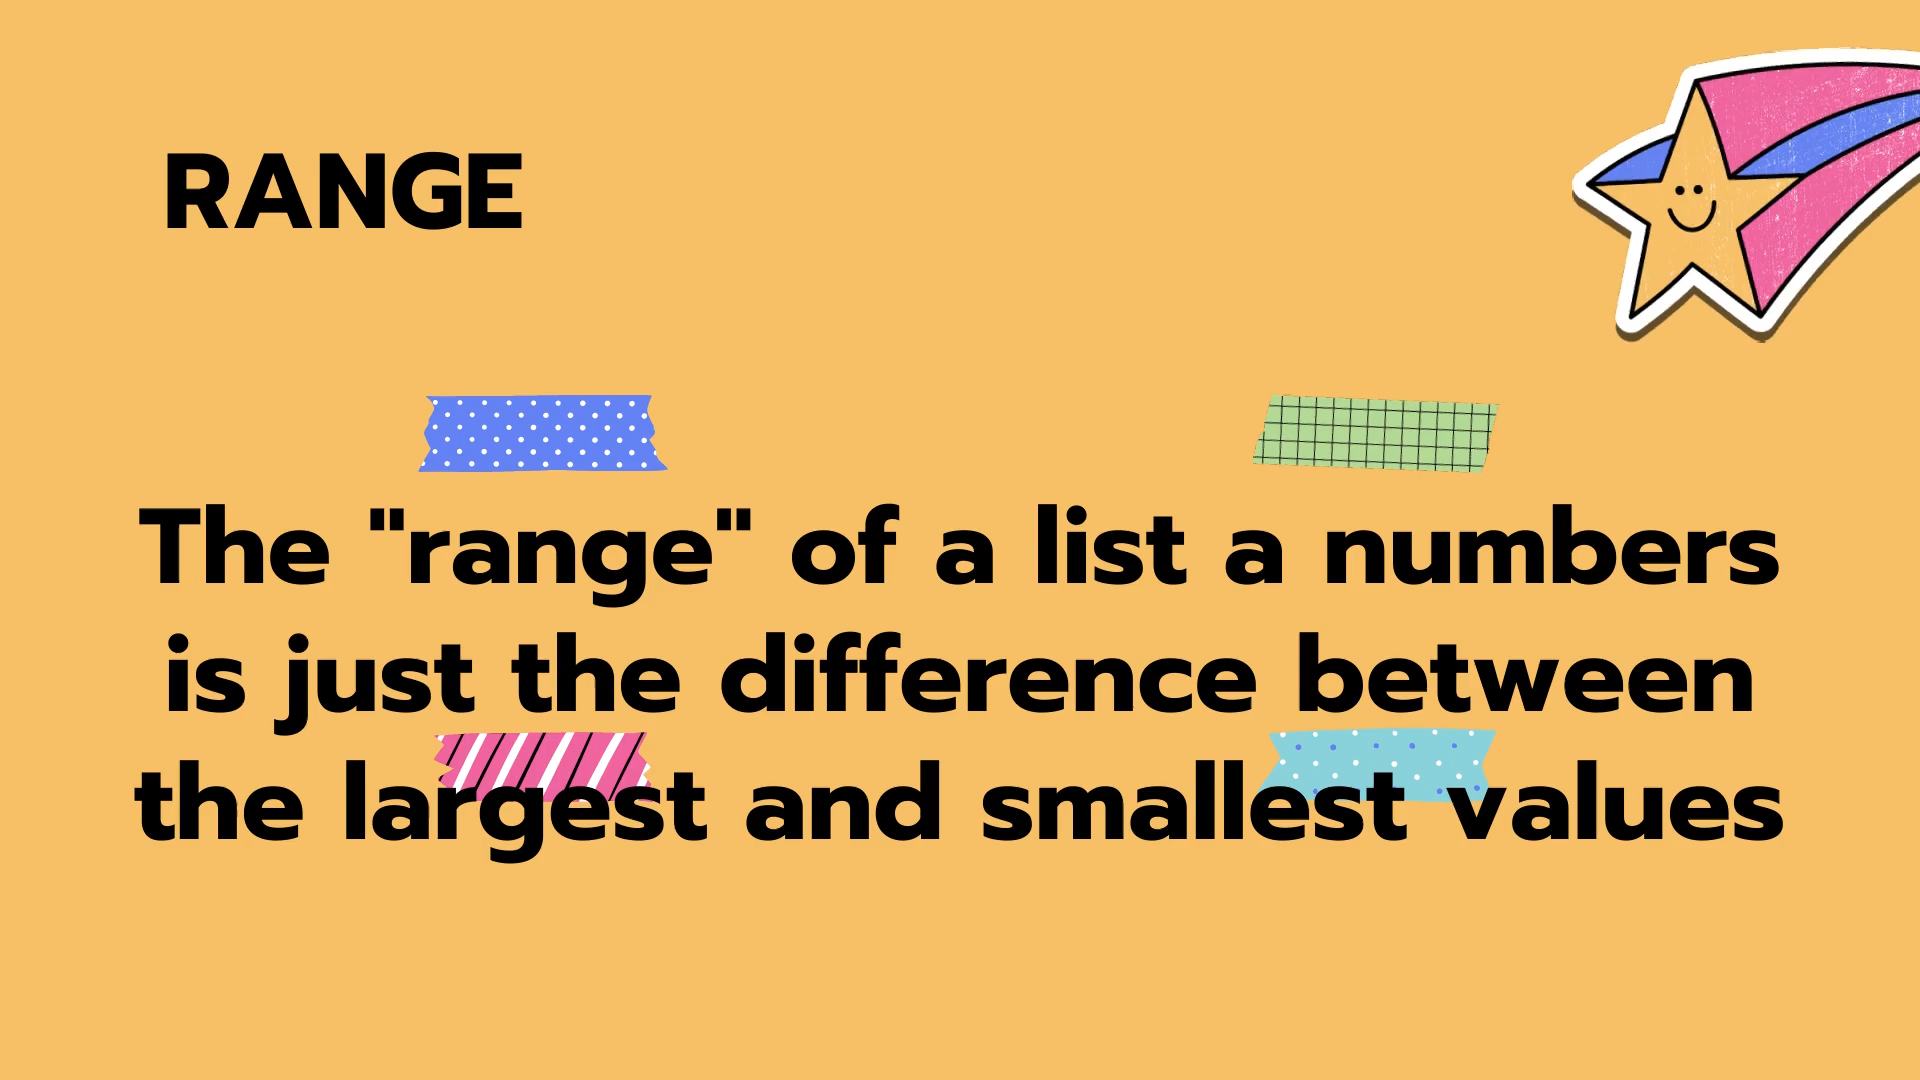 RANGE
The "range" of a list a numbers
is just the difference between
the largest and smallest values